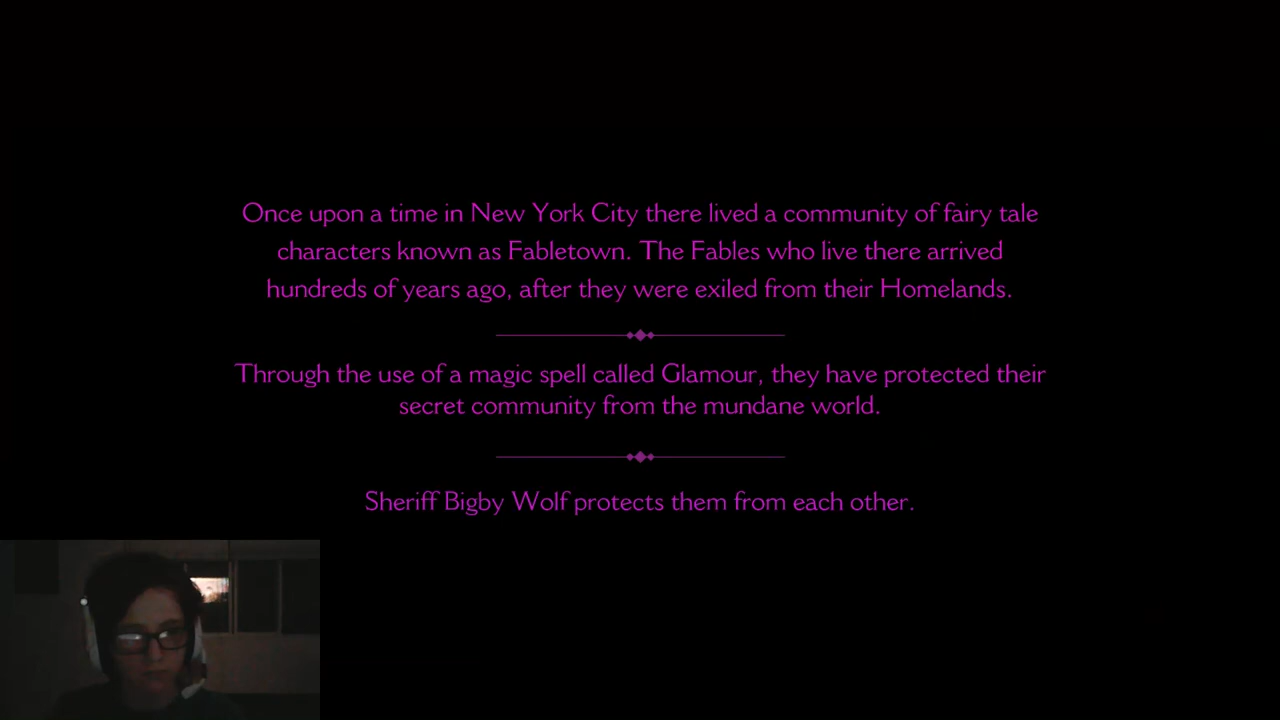 Once upon a time in New York City there lived a community of fairy tale
characters known as Fabletown. The Fables who live there arrived
hundreds of years ago, after they were exiled from their Homelands.
Through the use of a magic spell called Glamour, they have protected their
secret community from the mundane world.
Sheriff Bigby Wolf protects them from each other.